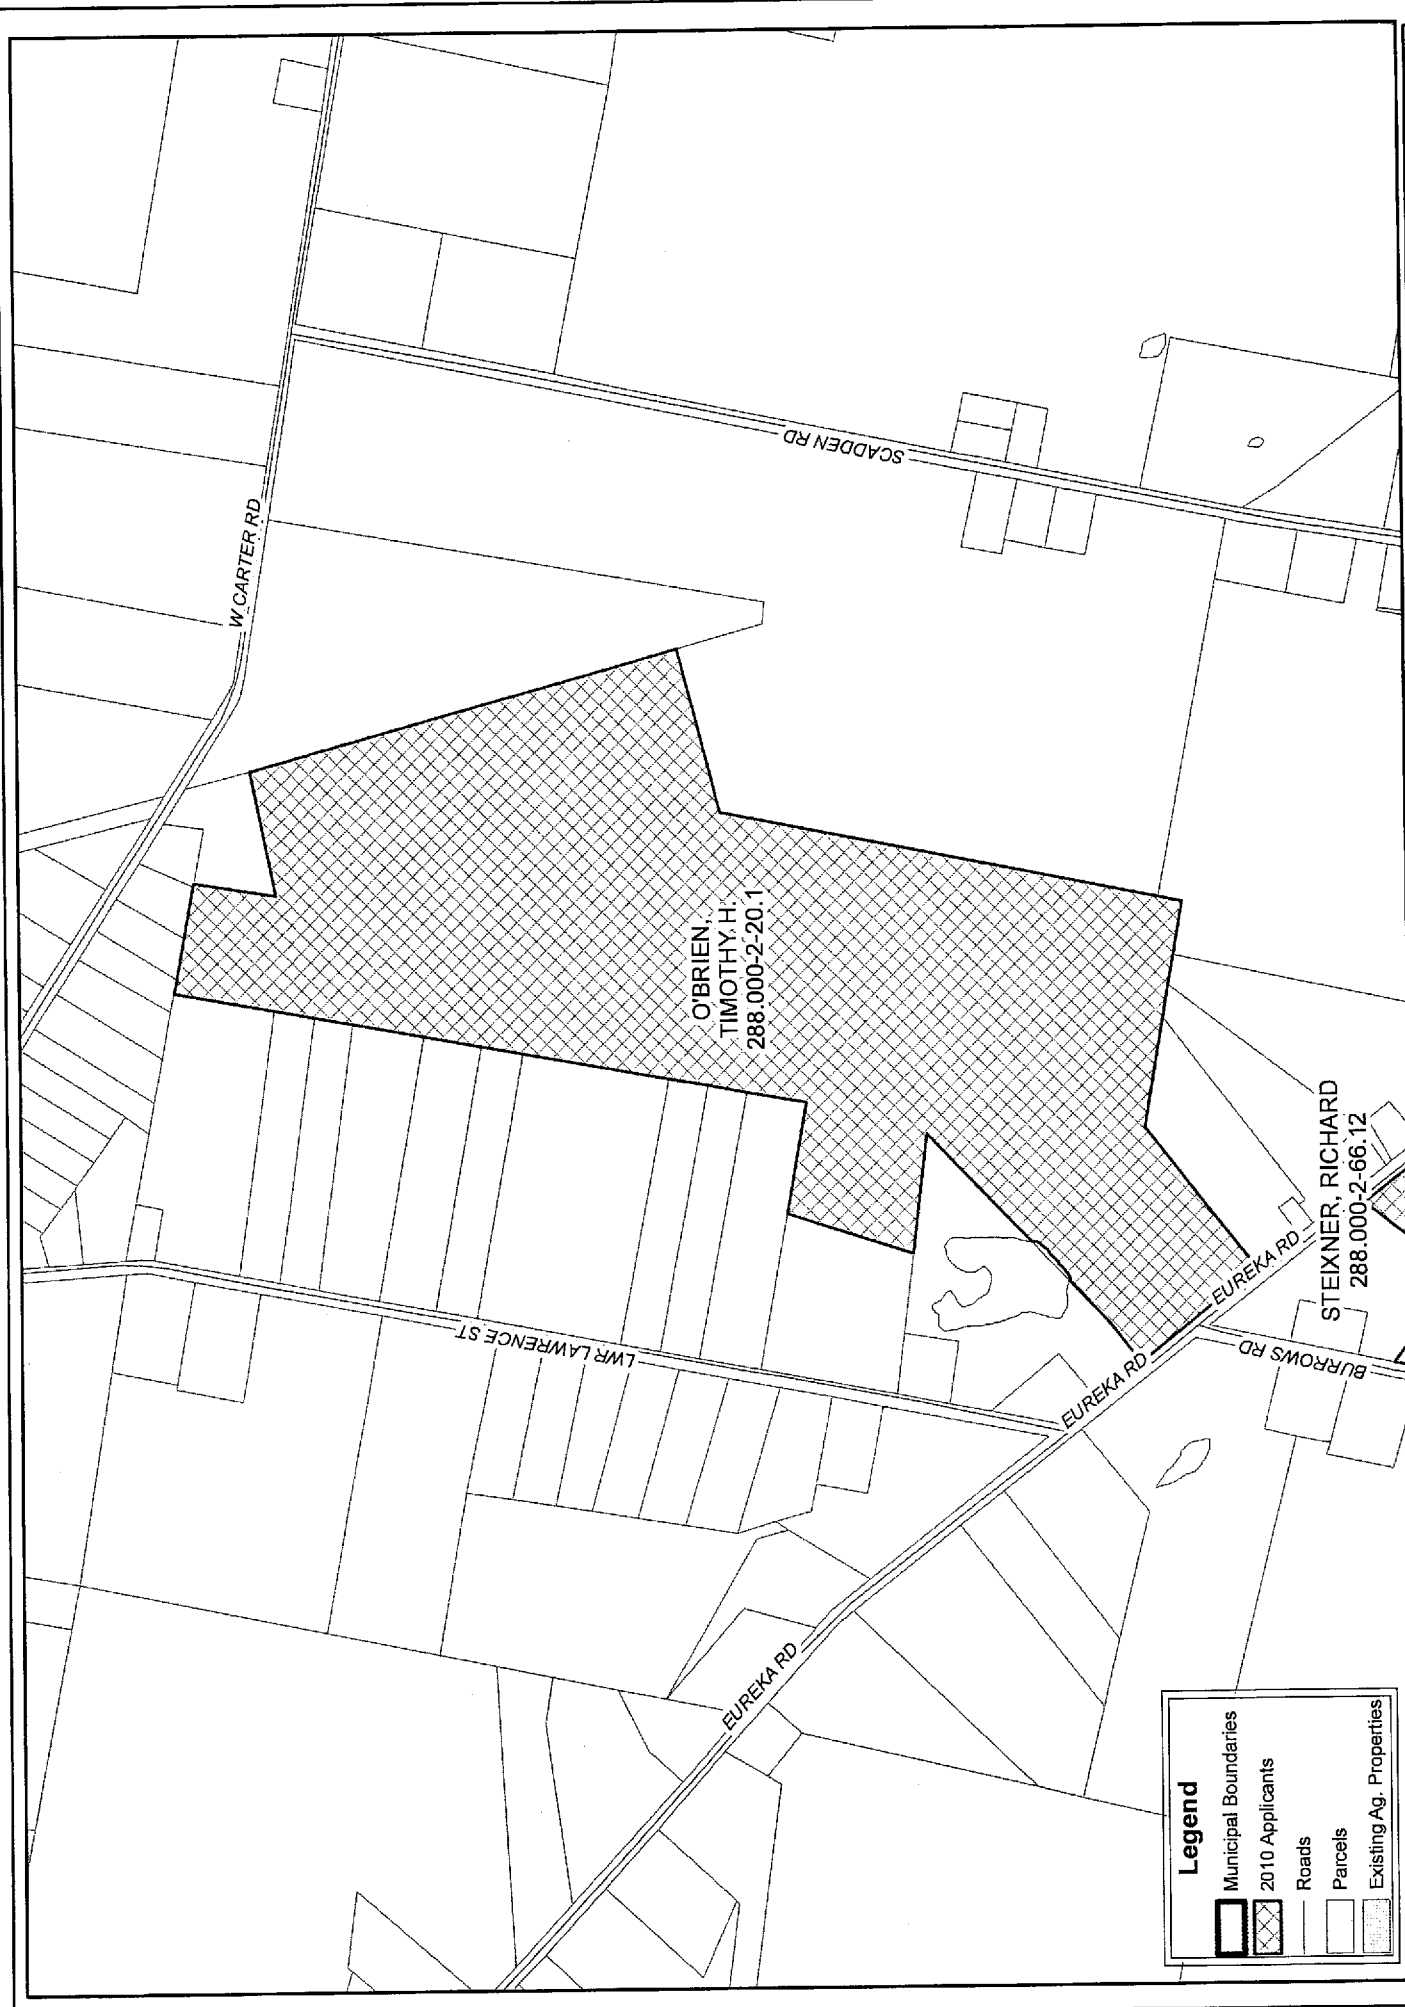 W CARTER RD
SCADDEN RD
O'BRIEN,
TIMOTHY H.
288.000-2-20.1
LWR LAWRENCE ST
EUREKA RD
EUREKA RD
EUREKA RD
BURROWS RD
STEIXNER, RICHARD
288.000-2-66.12
Legend
Municipal Boundaries
2010 Applicants
Roads
Parcels
Existing Ag. Properties